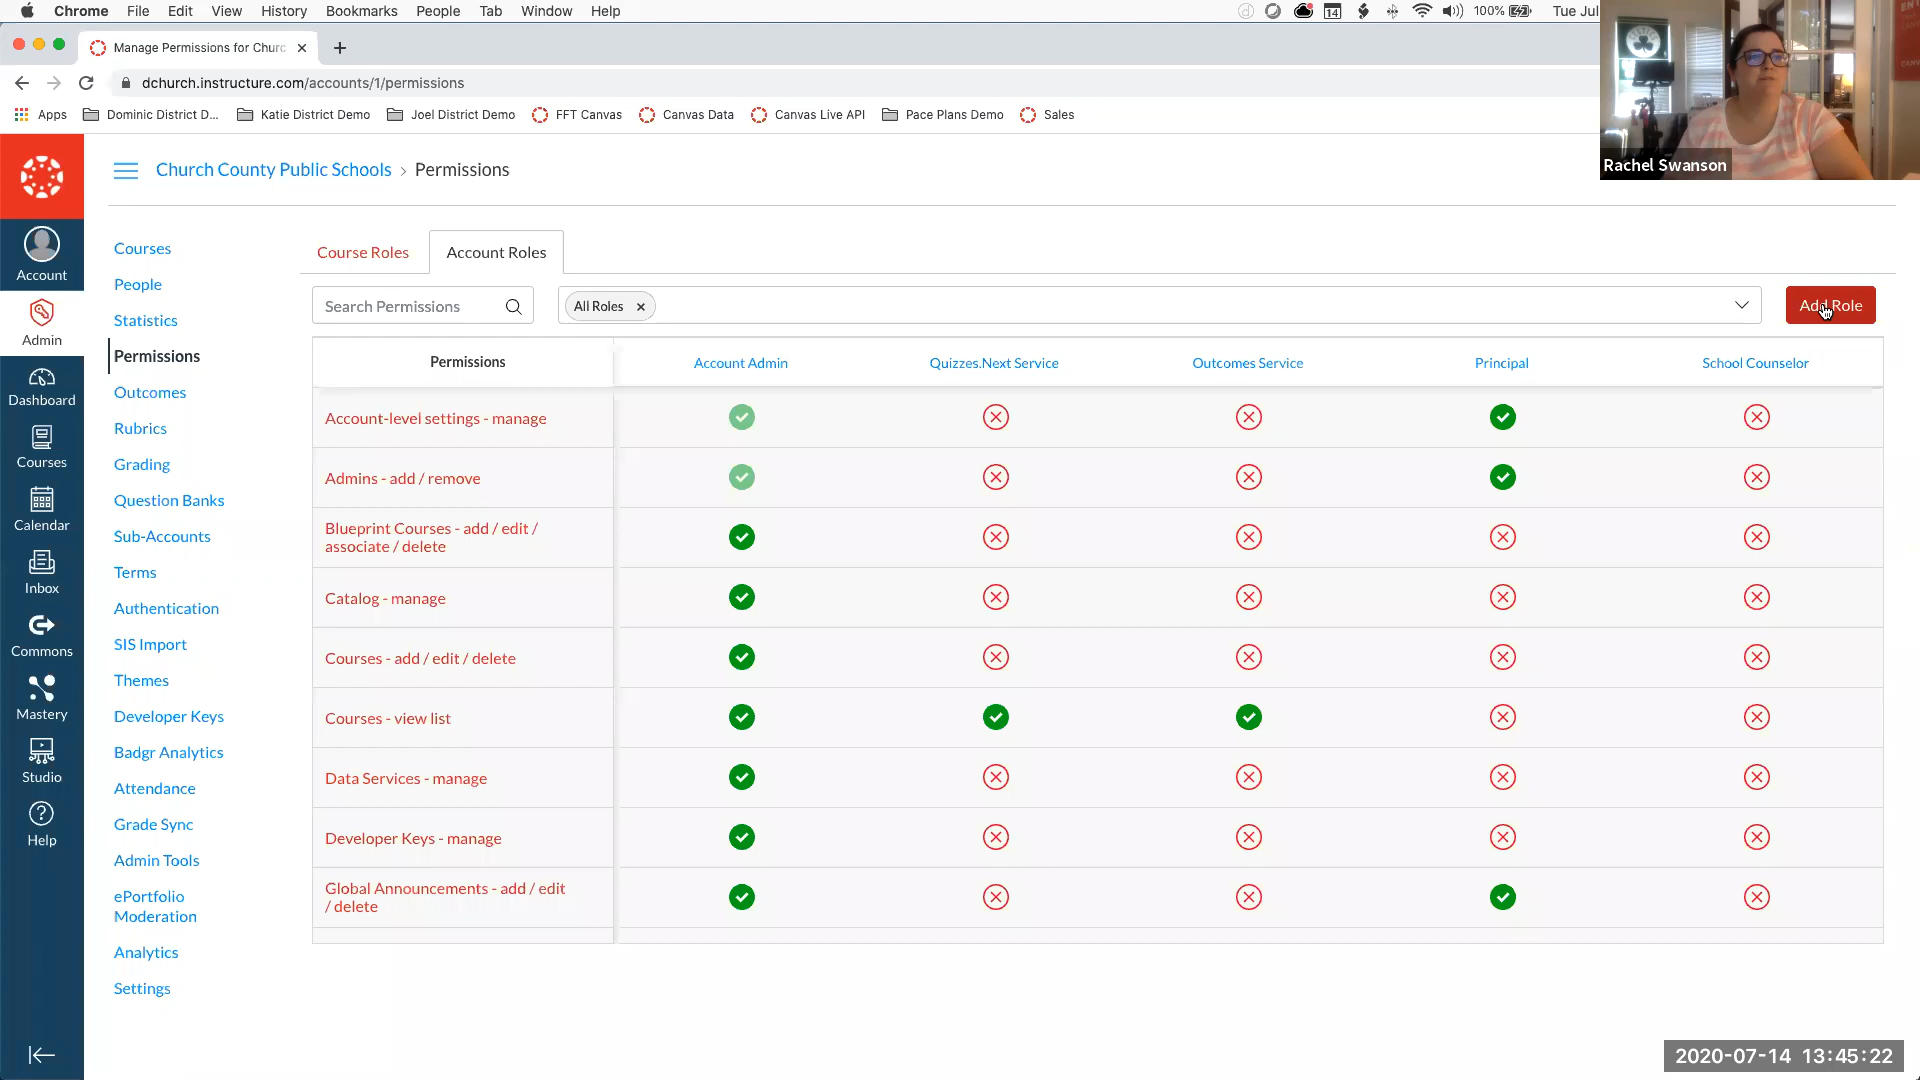 Chrome File Edit View History Bookmarks People Tab Window Help
14 100% Tue Jul
Manage Permissions for Churc
dchurch.instructure.com/accounts/1/permissions
Apps Dominic District D... Katie District Demo Joel District Demo FFT Canvas Canvas Data Canvas Live API Pace Plans Demo Sales
Rachel Swanson
Church County Public Schools > Permissions
Account
Admin
Dashboard
Courses
Calendar
Inbox
Commons
Mastery
Studio
Help
Courses
People
Statistics
Permissions
Outcomes
Rubrics
Grading
Question Banks
Sub-Accounts
Terms
Authentication
SIS Import
Themes
Developer Keys
Badgr Analytics
Attendance
Grade Sync
Admin Tools
ePortfolio
Moderation
Analytics
Settings
Course Roles Account Roles
Search Permissions All Roles Add Role
Permissions Account Admin Quizzes.Next Service Outcomes Service Principal School Counselor
Account-level settings - manage
Admins - add / remove
Blueprint Courses - add / edit /
associate / delete
Catalog - manage
Courses - add / edit / delete
Courses - view list
Data Services - manage
Developer Keys - manage
Global Announcements - add / edit
/ delete
2020-07-14 13:45:22